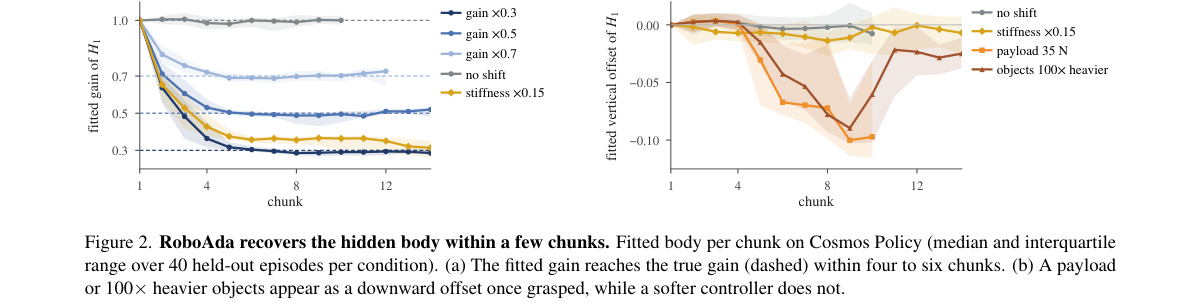 fitted gain of H₁
1.0
0.7
0.5
0.3
1
4
8
12
chunk
gain ×0.3
gain ×0.5
gain ×0.7
no shift
stiffness ×0.15
fitted vertical offset of H₁
0.00
−0.05
−0.10
1
4
8
12
chunk
no shift
stiffness ×0.15
payload 35 N
objects 100× heavier
Figure 2. RoboAda recovers the hidden body within a few chunks. Fitted body per chunk on Cosmos Policy (median and interquartile
range over 40 held-out episodes per condition). (a) The fitted gain reaches the true gain (dashed) within four to six chunks. (b) A payload
or 100× heavier objects appear as a downward offset once grasped, while a softer controller does not.